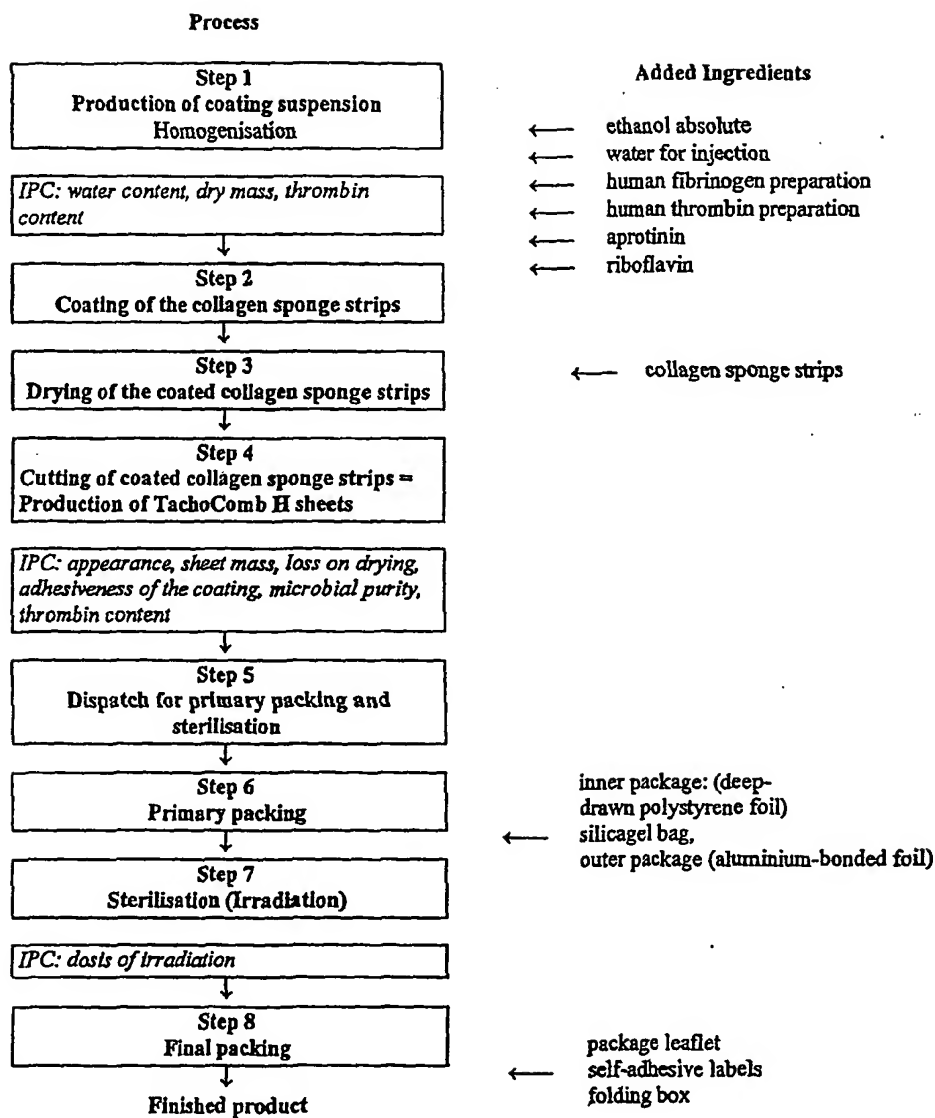 Process
Step 1
Production of coating suspension
Homogenisation
IPC: water content, dry mass, thrombin
content
Step 2
Coating of the collagen sponge strips
Step 3
Drying of the coated collagen sponge strips
Step 4
Cutting of coated collagen sponge strips =
Production of TachoComb H sheets
IPC: appearance, sheet mass, loss on drying,
adhesiveness of the coating, microbial purity,
thrombin content
Step 5
Dispatch for primary packing and
sterilisation
Step 6
Primary packing
Step 7
Sterilisation (Irradiation)
IPC: dosis of irradiation
Step 8
Final packing
Finished product
Added Ingredients
ethanol absolute
water for injection
human fibrinogen preparation
human thrombin preparation
aprotinin
riboflavin
collagen sponge strips
inner package: (deep-
drawn polystyrene foil)
silicagel bag,
outer package (aluminium-bonded foil)
package leaflet
self-adhesive labels
folding box